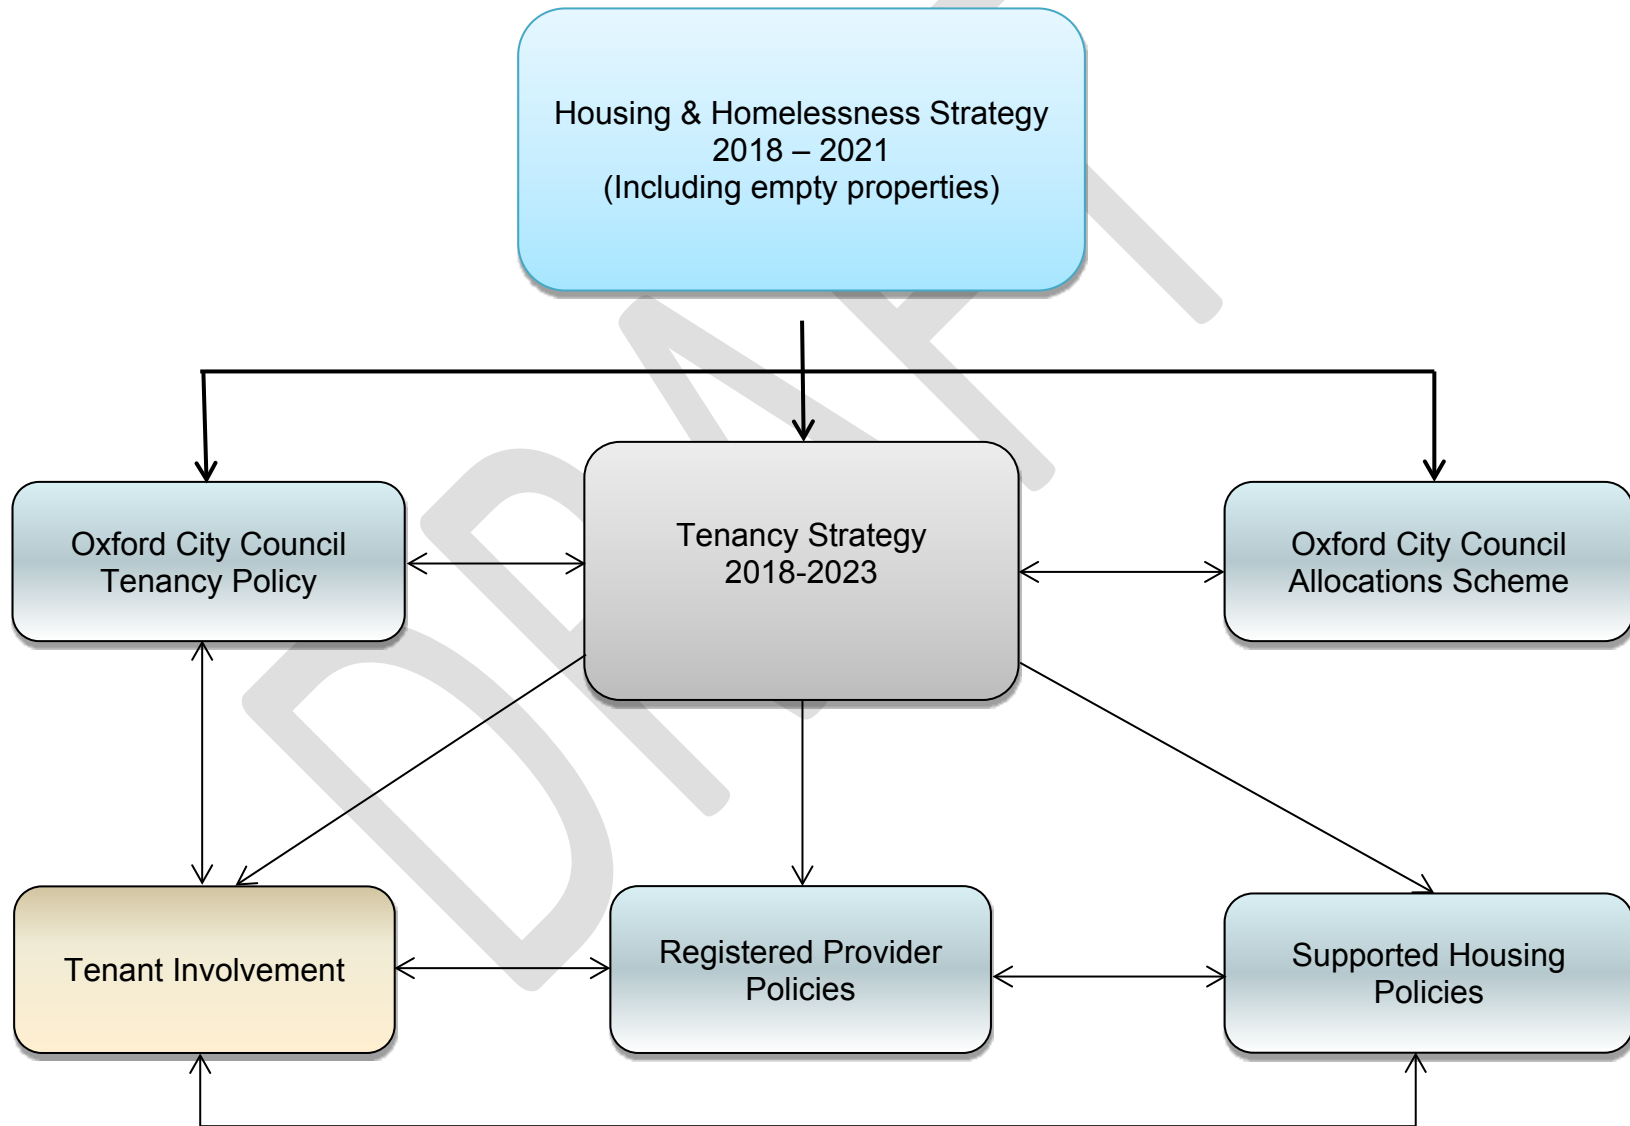 Housing & Homelessness Strategy
2018 – 2021
(Including empty properties)
Oxford City Council
Tenancy Policy
Tenancy Strategy
2018-2023
Oxford City Council
Allocations Scheme
Tenant Involvement
Registered Provider
Policies
Supported Housing
Policies
DRAFT